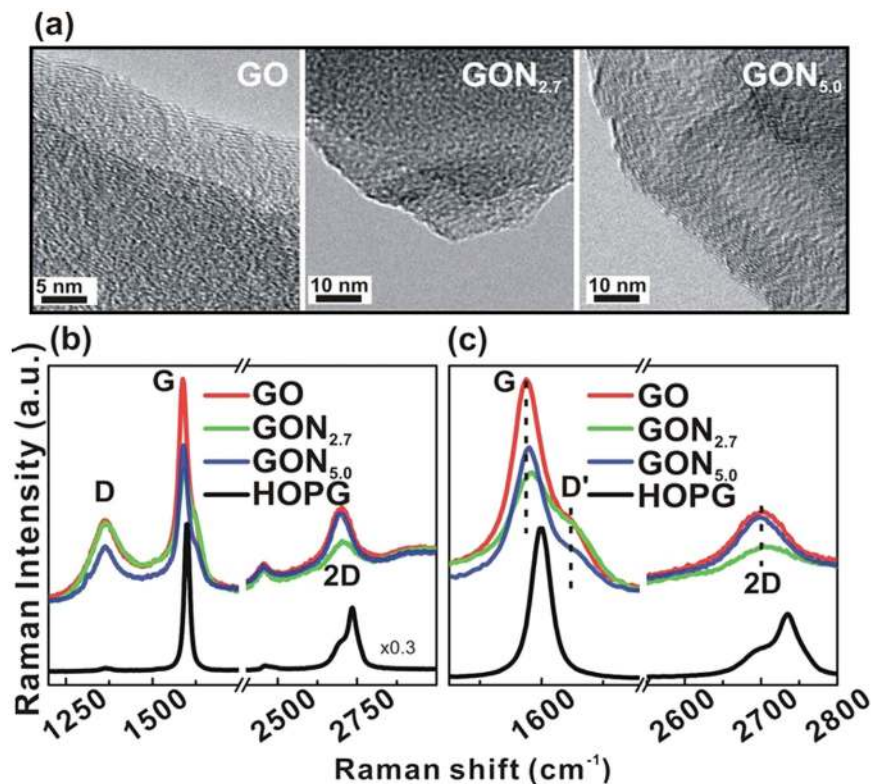 (a)
GO
GON2.7
GON5.0
5 nm
10 nm
10 nm
(b)
(c)
Raman Intensity (a.u.)
G
GO
GON2.7
GON5.0
HOPG
D
2D
x0.3
1250 1500 2500 2750
G
GO
GON2.7
GON5.0
HOPG
D'
2D
1600 2600 2700 2800
Raman shift (cm-1)